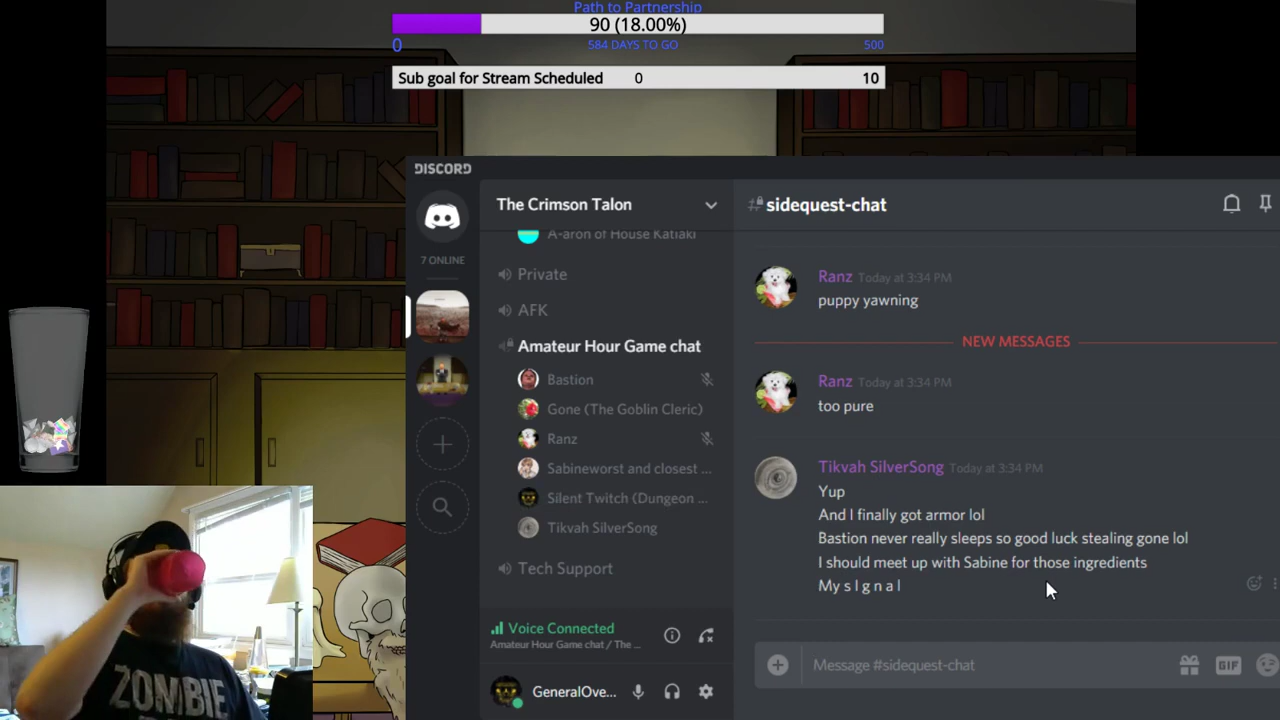 Path to Partnership
90 (18.00%)
0
584 DAYS TO GO
500
Sub goal for Stream Scheduled
0
10
DISCORD
7 ONLINE
The Crimson Talon
A-aron of House Katiaki
Private
AFK
Amateur Hour Game chat
Bastion
Gone (The Goblin Cleric)
Ranz
Sabineworst and closest ...
Silent Twitch (Dungeon ...
Tikvah SilverSong
Tech Support
Voice Connected
Amateur Hour Game chat / The ...
GeneralOve...
sidequest-chat
Ranz Today at 3:34 PM
puppy yawning
NEW MESSAGES
Ranz Today at 3:34 PM
too pure
Tikvah SilverSong Today at 3:34 PM
Yup
And I finally got armor lol
Bastion never really sleeps so good luck stealing gone lol
I should meet up with Sabine for those ingredients
My s I g n a l
Message #sidequest-chat
GIF
ZOMBIE